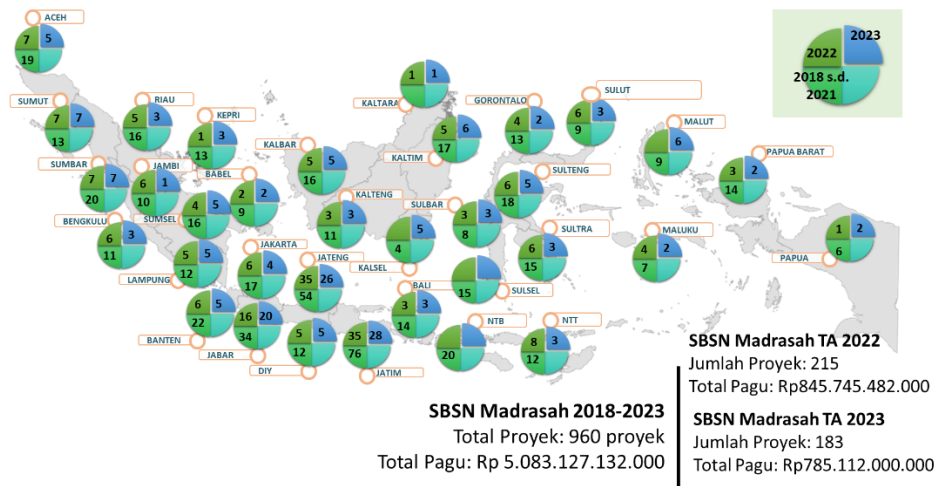 ACEH
7 5
19
2023
2022
2018 s.d.
2021
SUMUT
7 7
13
RIAU
5 3
16
KEPRI
1 3
13
KALTARA
1 1
GORONTALO
4 2
13
SULUT
6 3
9
MALUT
6
9
PAPUA BARAT
3 2
14
SUMBAR
7 7
20
JAMBI
6 1
10
BABEL
2 2
9
KALBAR
5 5
16
KALTIM
5 6
17
SULTENG
6 5
18
BENGKULU
6 3
11
SUMSEL
4 5
16
KALTENG
3 3
11
SULBAR
3 3
8
SULTRA
6 3
15
MALUKU
4 2
7
PAPUA
1 2
6
LAMPUNG
5 5
12
JAKARTA
6 4
17
JATENG
35 26
54
KALSEL
5
4
BALI
3 3
14
SULSEL
15
BANTEN
6 5
22
JABAR
16 20
34
DIY
5 5
12
JATIM
35 28
76
NTB
20
NTT
8 3
12
SBSN Madrasah TA 2022
Jumlah Proyek: 215
Total Pagu: Rp845.745.482.000
SBSN Madrasah 2018-2023
Total Proyek: 960 proyek
Total Pagu: Rp 5.083.127.132.000
SBSN Madrasah TA 2023
Jumlah Proyek: 183
Total Pagu: Rp785.112.000.000